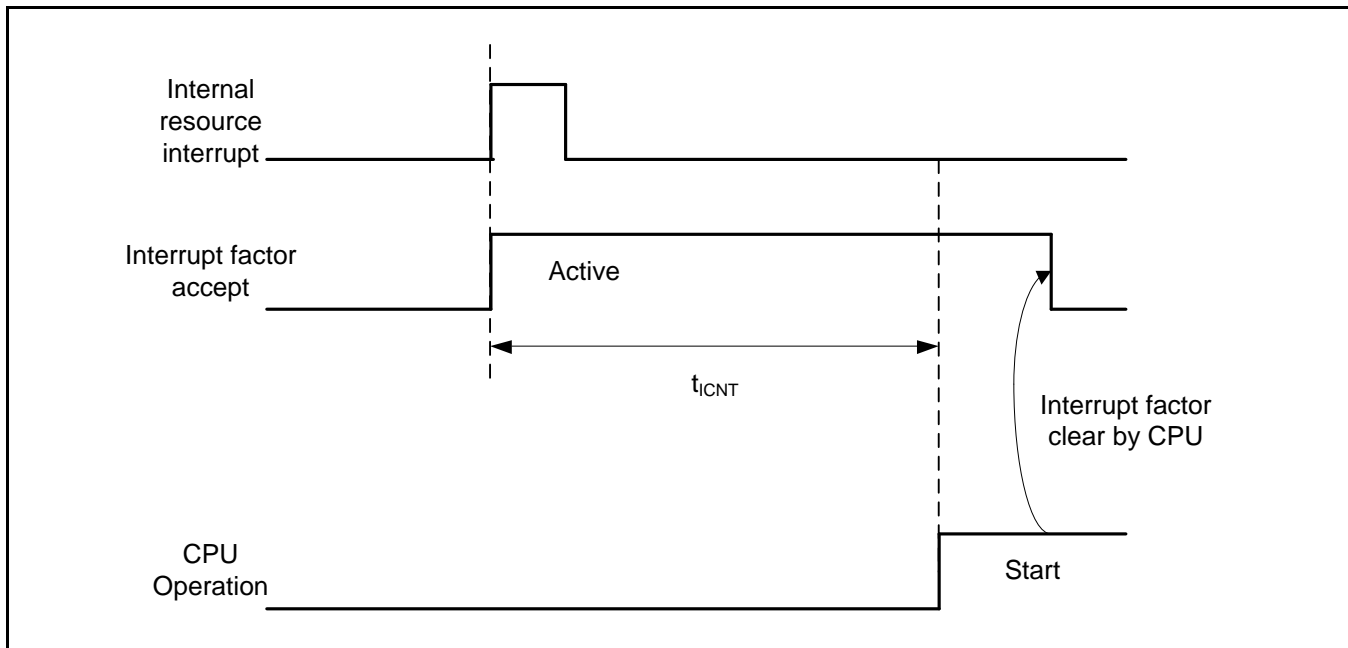 Internal
resource
interrupt
Interrupt factor
accept
Active
tICNT
Interrupt factor
clear by CPU
CPU
Operation
Start